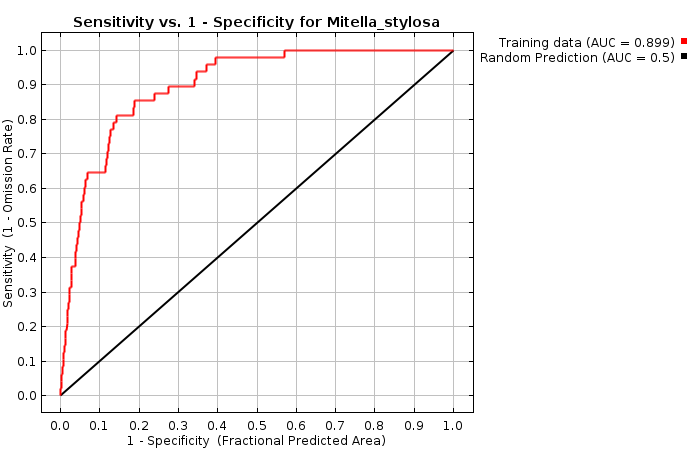 Sensitivity vs. 1 - Specificity for Mitella_stylosa
Training data (AUC = 0.899)
Random Prediction (AUC = 0.5)
Sensitivity (1 - Omission Rate)
1.0
0.9
0.8
0.7
0.6
0.5
0.4
0.3
0.2
0.1
0.0
0.0 0.1 0.2 0.3 0.4 0.5 0.6 0.7 0.8 0.9 1.0
1 - Specificity (Fractional Predicted Area)